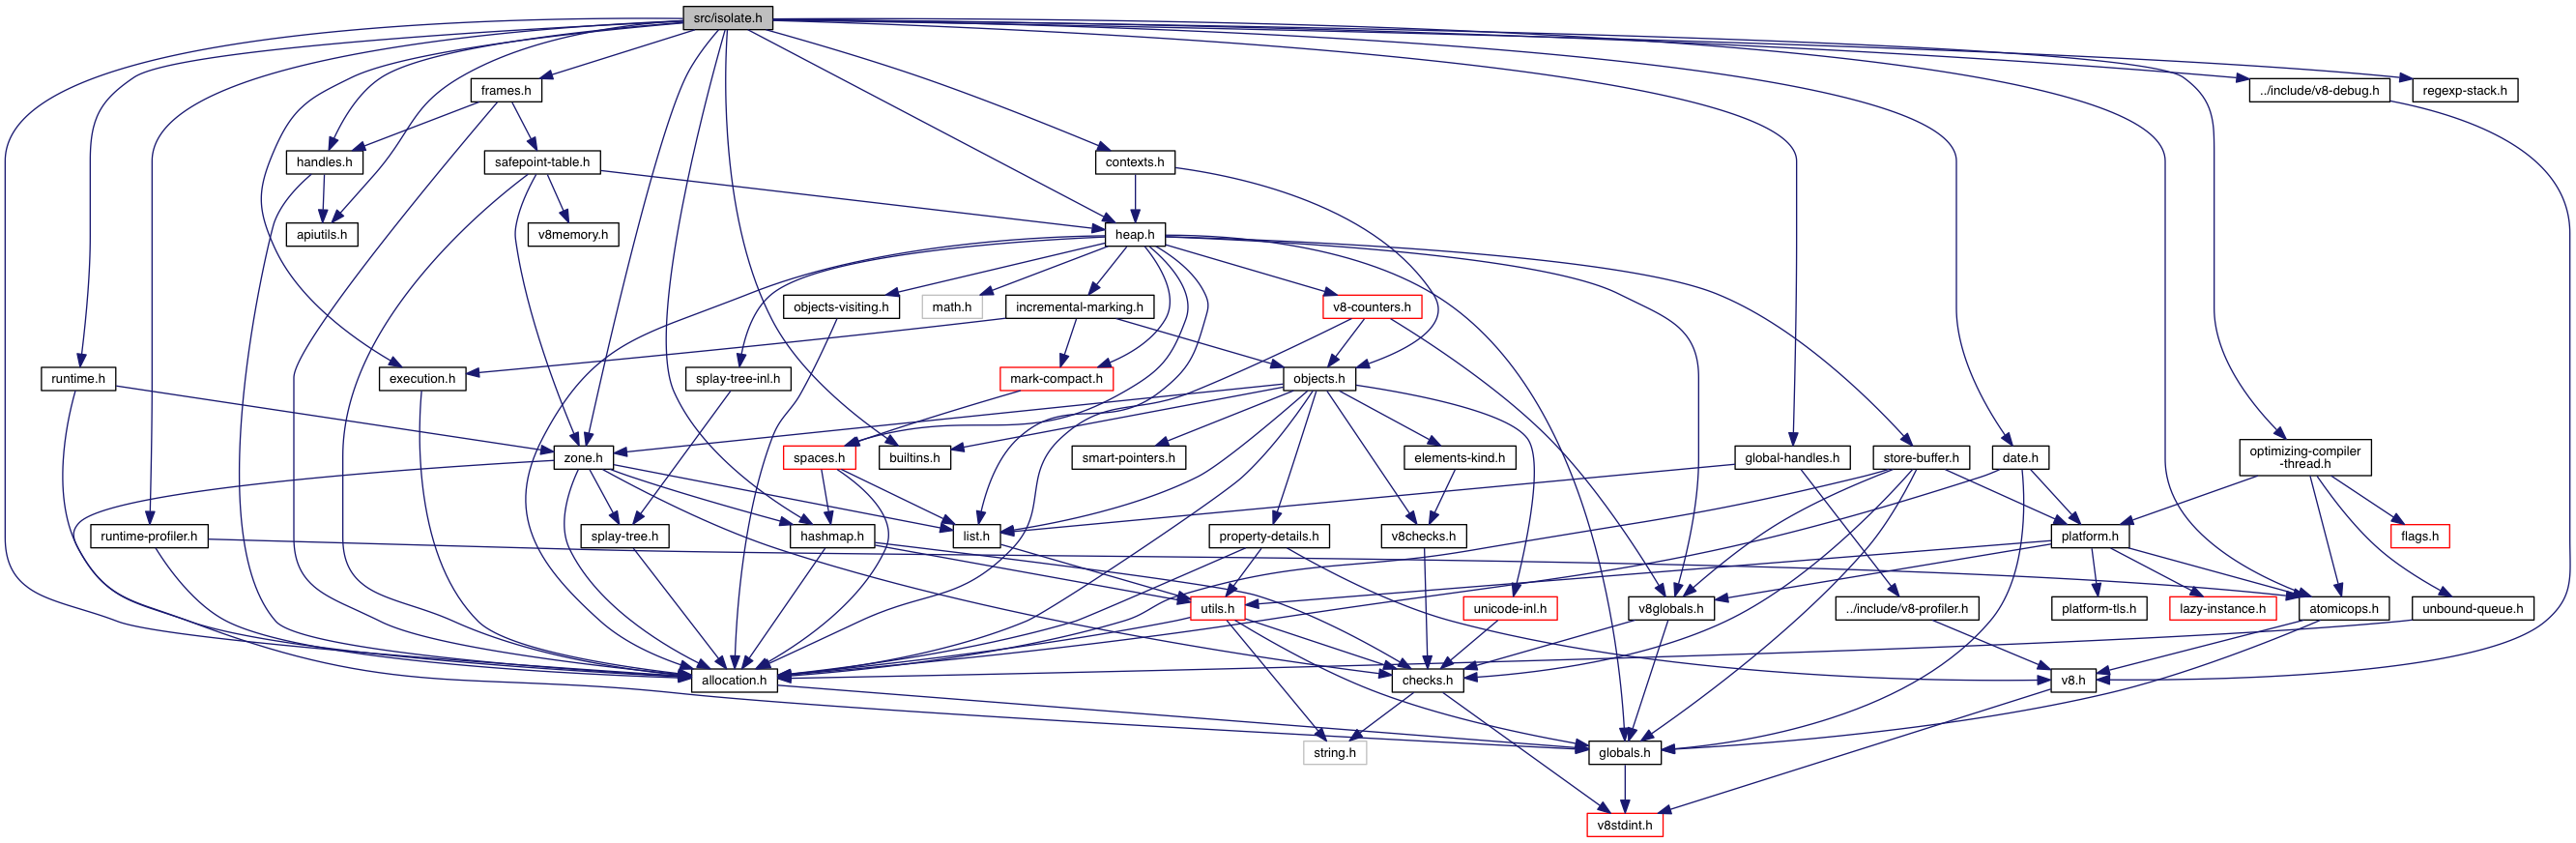 src/isolate.h
frames.h
../include/v8-debug.h
regexp-stack.h
handles.h
safepoint-table.h
contexts.h
apiutils.h
v8memory.h
heap.h
objects-visiting.h
math.h
incremental-marking.h
v8-counters.h
runtime.h
execution.h
splay-tree-inl.h
mark-compact.h
objects.h
zone.h
spaces.h
builtins.h
smart-pointers.h
elements-kind.h
global-handles.h
store-buffer.h
date.h
optimizing-compiler
-thread.h
runtime-profiler.h
splay-tree.h
hashmap.h
list.h
property-details.h
v8checks.h
platform.h
flags.h
utils.h
unicode-inl.h
v8globals.h
../include/v8-profiler.h
platform-tls.h
lazy-instance.h
atomicops.h
unbound-queue.h
allocation.h
checks.h
v8.h
string.h
globals.h
v8stdint.h